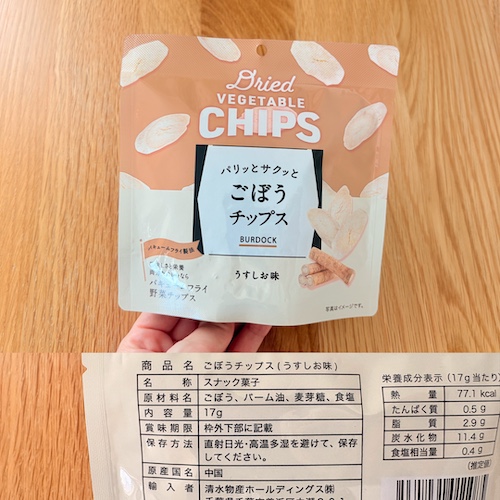 Dried
VEGETABLE
CHIPS
パリッとサクッと
ごぼう
チップス
BURDOCK
うすしお味
バキュームフライ製法
野菜チップス
写真はイメージです。
商品名 ごぼうチップス(うすしお味)
名称 スナック菓子
原材料名 ごぼう、パーム油、麦芽糖、食塩
内容量 17g
賞味期限 枠外下部に記載
保存方法 直射日光・高温多湿を避けて、保存
してください。
原産国名 中国
輸入者 清水物産ホールディングス㈱
栄養成分表示(17g当たり)
熱量 77.1 kcal
たんぱく質 0.5 g
脂質 2.9 g
炭水化物 11.4 g
食塩相当量 0.4 g
(推定値)